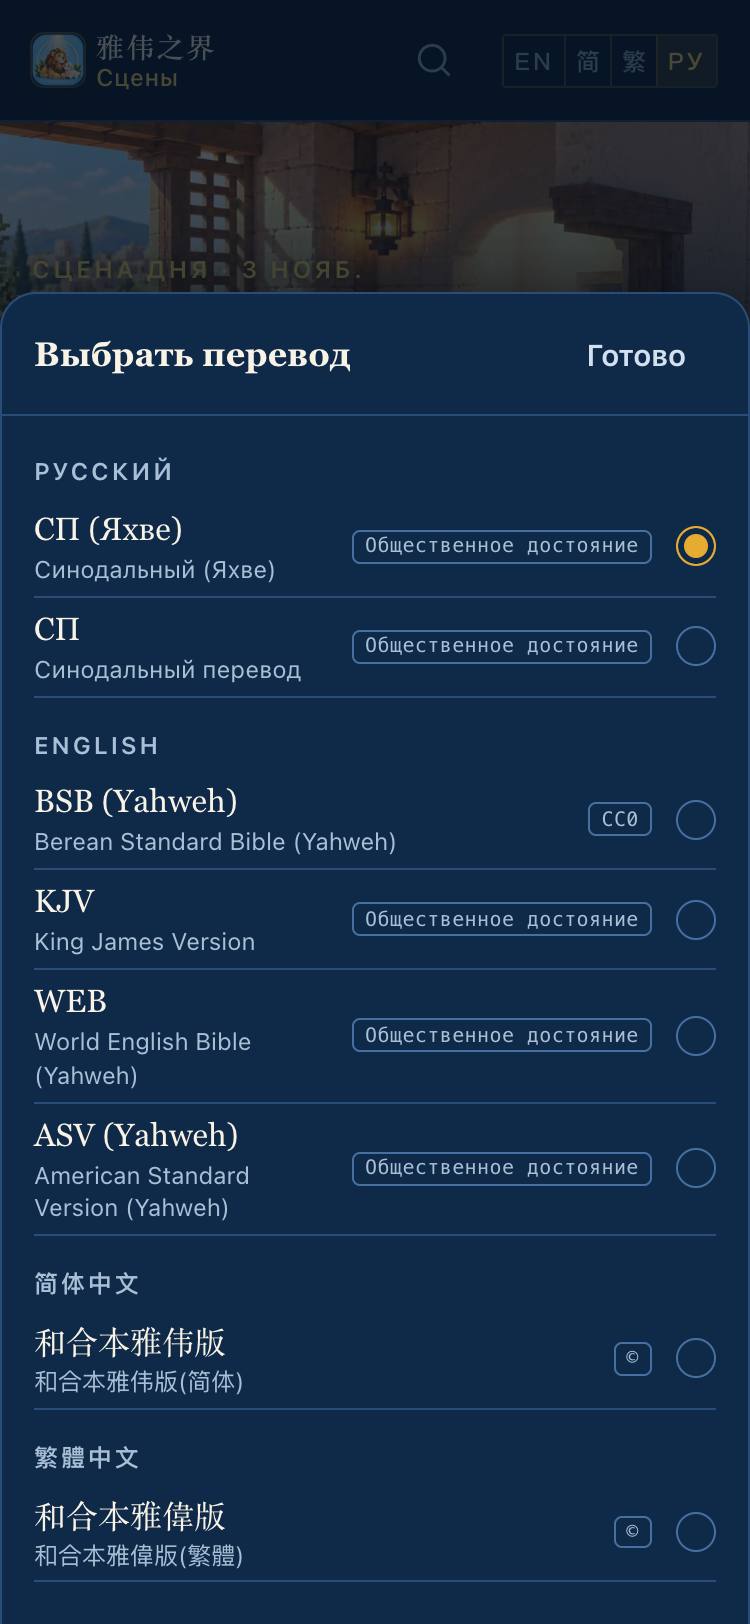 雅伟之界
Сцены
EN 简 繁 РУ
СЦЕНА ДНЯ · 3 НОЯБ.
Выбрать перевод
Готово
РУССКИЙ
СП (Яхве)
Синодальный (Яхве)
Общественное достояние
СП
Синодальный перевод
Общественное достояние
ENGLISH
BSB (Yahweh)
Berean Standard Bible (Yahweh)
CC0
KJV
King James Version
Общественное достояние
WEB
World English Bible
(Yahweh)
Общественное достояние
ASV (Yahweh)
American Standard
Version (Yahweh)
Общественное достояние
简体中文
和合本雅伟版
和合本雅伟版(简体)
©
繁體中文
和合本雅偉版
和合本雅偉版(繁體)
©